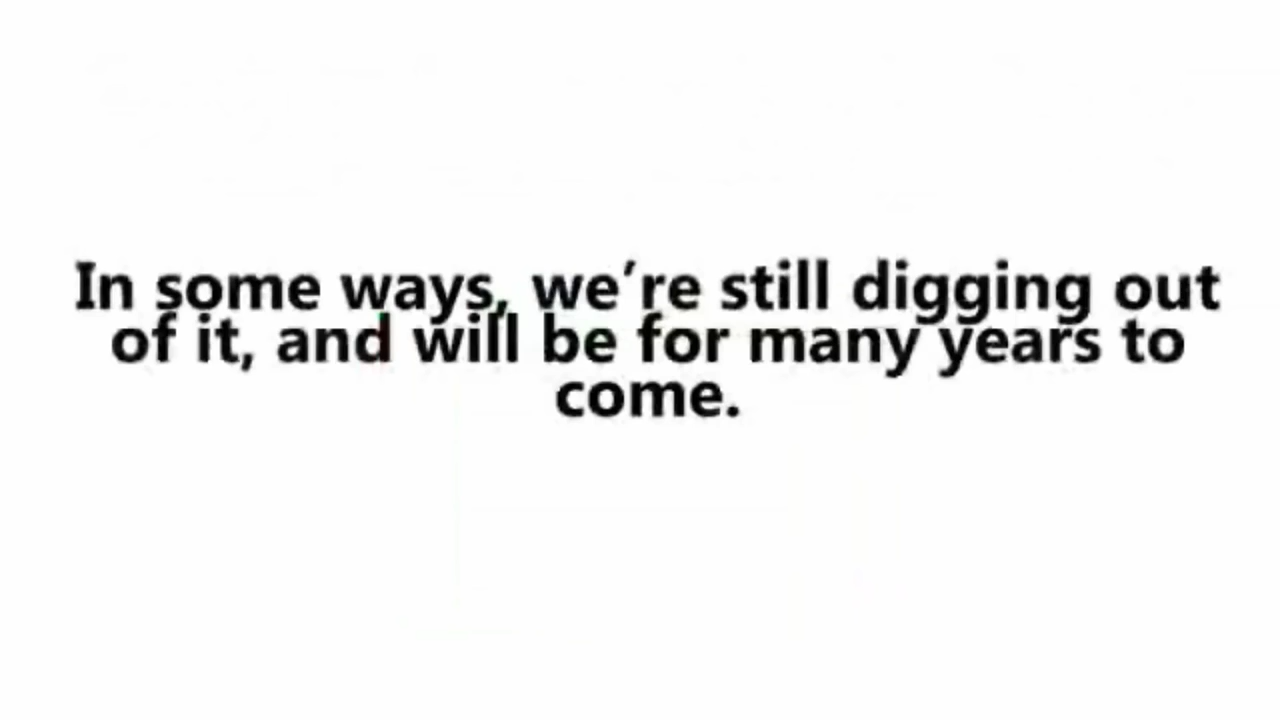 In some ways, we're still digging out
of it, and will be for many years to
come.